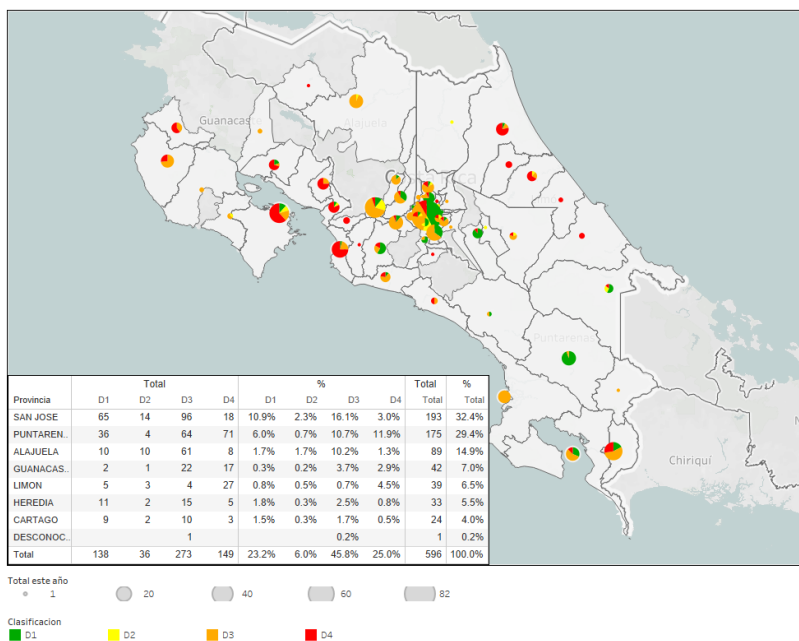 Guanacaste
Alajuela
Puntarenas
Chiriquí
Total % Total %
Provincia D1 D2 D3 D4 D1 D2 D3 D4 Total Total
SAN JOSE 65 14 96 18 10.9% 2.3% 16.1% 3.0% 193 32.4%
PUNTAREN.. 36 4 64 71 6.0% 0.7% 10.7% 11.9% 175 29.4%
ALAJUELA 10 10 61 8 1.7% 1.7% 10.2% 1.3% 89 14.9%
GUANACAS.. 2 1 22 17 0.3% 0.2% 3.7% 2.9% 42 7.0%
LIMON 5 3 4 27 0.8% 0.5% 0.7% 4.5% 39 6.5%
HEREDIA 11 2 15 5 1.8% 0.3% 2.5% 0.8% 33 5.5%
CARTAGO 9 2 10 3 1.5% 0.3% 1.7% 0.5% 24 4.0%
DESCONOC.. 1 0.2% 1 0.2%
Total 138 36 273 149 23.2% 6.0% 45.8% 25.0% 596 100.0%
Total este año
1 20 40 60 82
Clasificacion
D1 D2 D3 D4